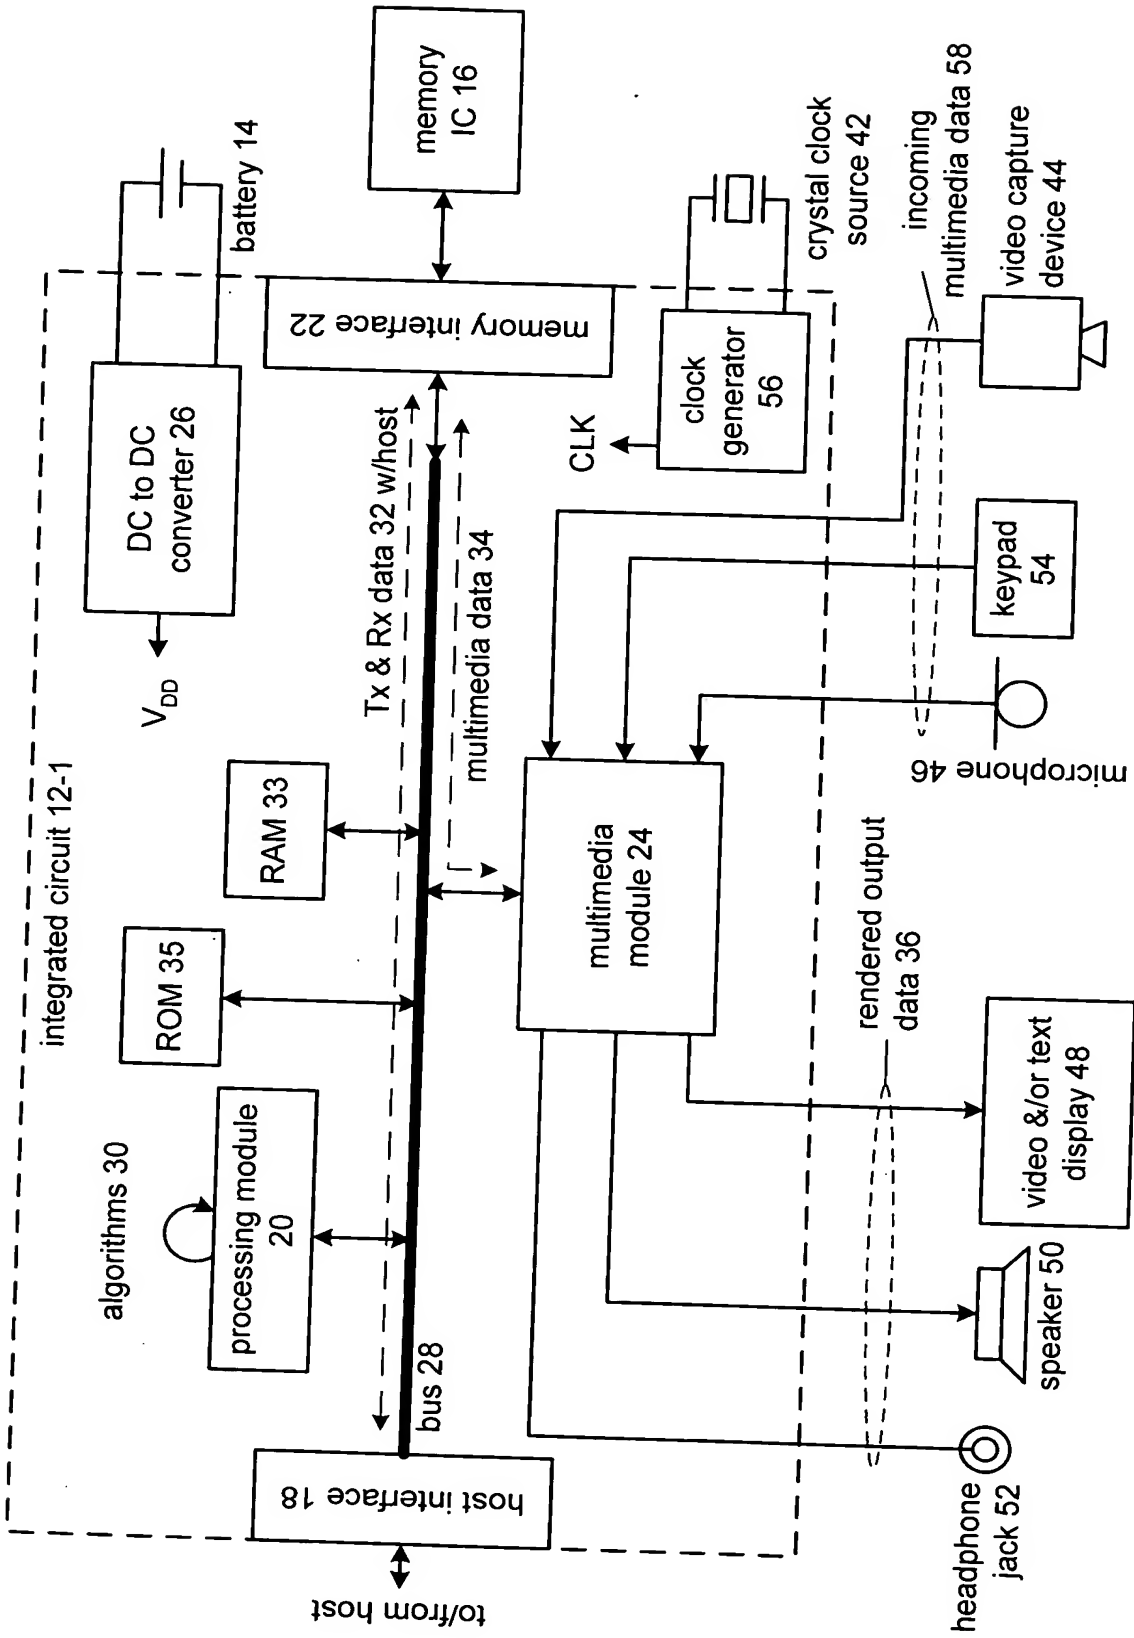 integrated circuit 12-1
DC to DC
converter 26
V_DD
battery 14
memory
IC 16
memory interface 22
RAM 33
ROM 35
algorithms 30
processing module
20
Tx & Rx data 32 w/host
multimedia data 34
bus 28
host interface 18
to/from host
CLK
clock
generator
56
crystal clock
source 42
multimedia
module 24
incoming
multimedia data 58
video capture
device 44
keypad
54
microphone 46
rendered output
data 36
video &/or text
display 48
speaker 50
headphone
jack 52